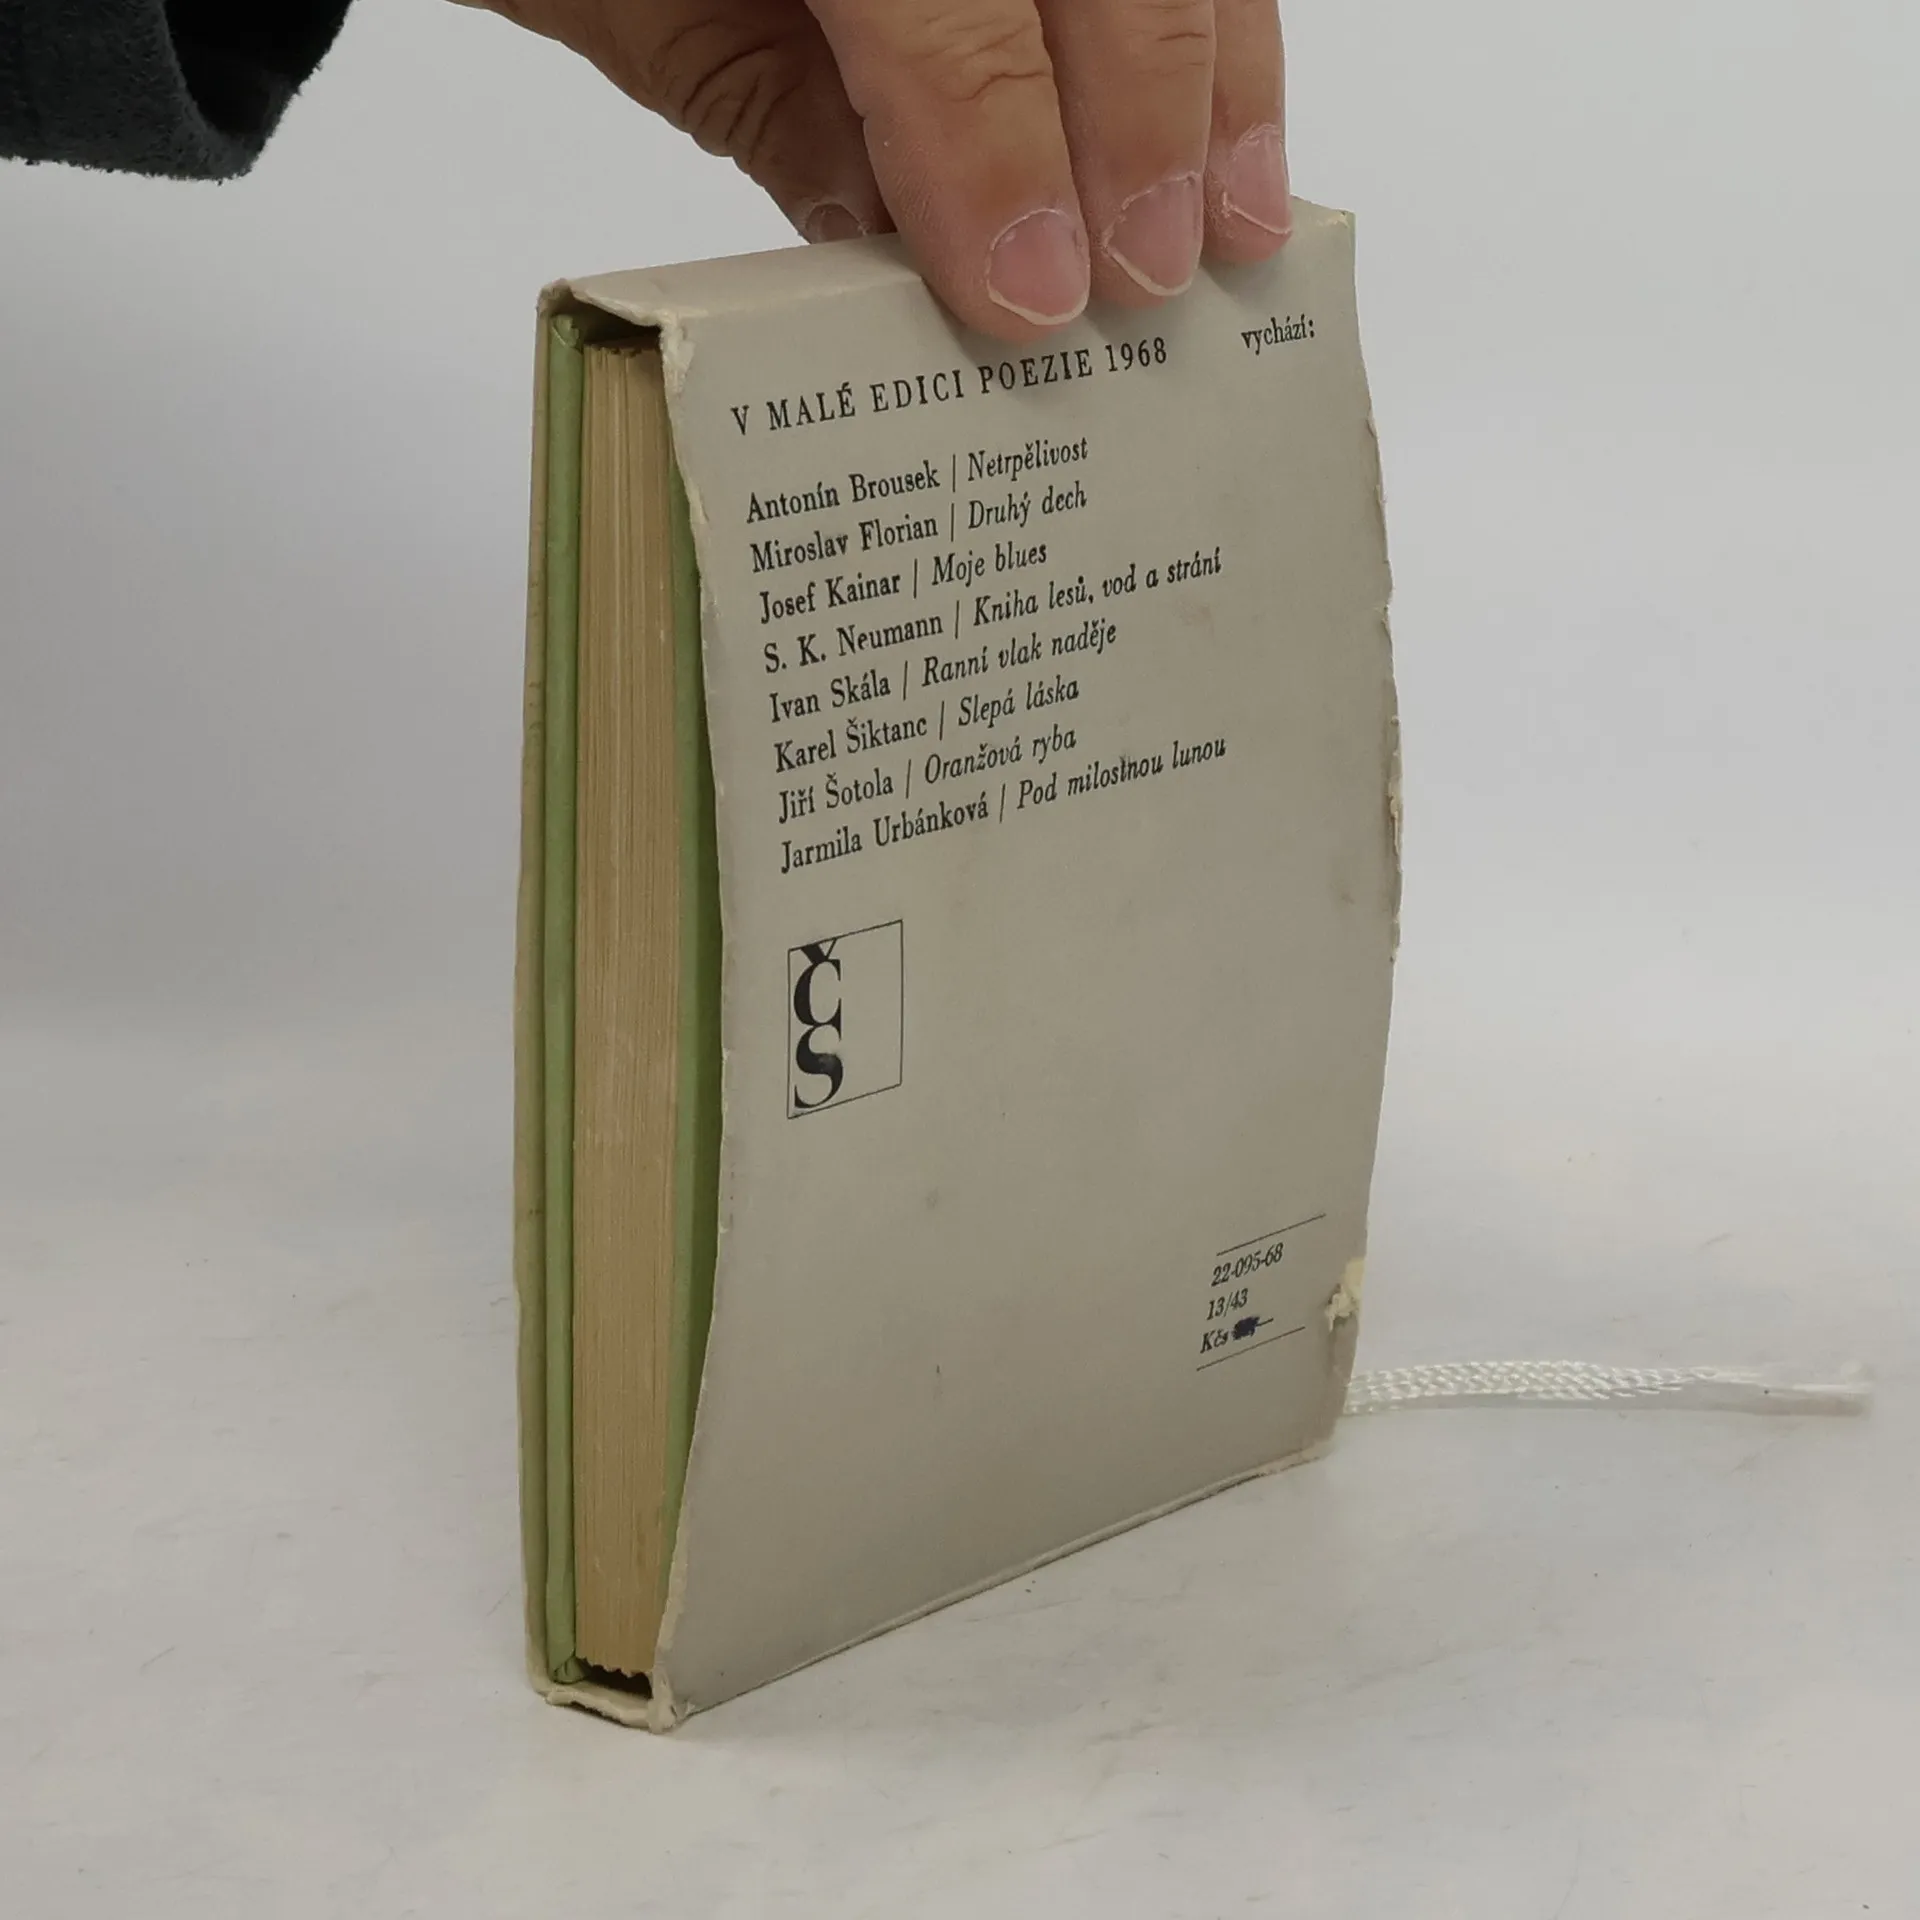 V MALÉ EDICI POEZIE 1968 vychází:
Antonín Brousek | Netrpělivost
Miroslav Florian | Druhý dech
Josef Kainar | Moje blues
S. K. Neumann | Kniha lesů, vod a strání
Ivan Skála | Ranní vlak naděje
Karel Šiktanc | Slepá láska
Jiří Šotola | Oranžová ryba
Jarmila Urbánková | Pod milostnou lunou
Č
S
22-095-68
13/43
Kčs